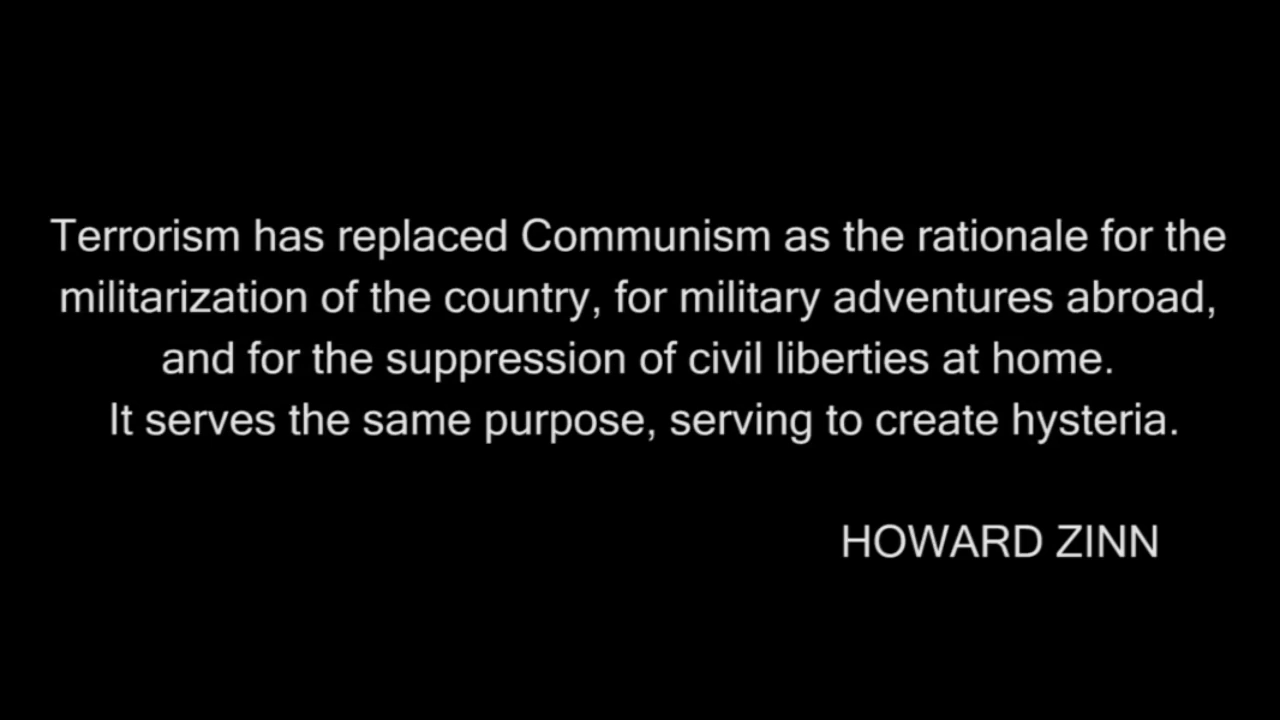 Terrorism has replaced Communism as the rationale for the
militarization of the country, for military adventures abroad,
and for the suppression of civil liberties at home.
It serves the same purpose, serving to create hysteria.
HOWARD ZINN